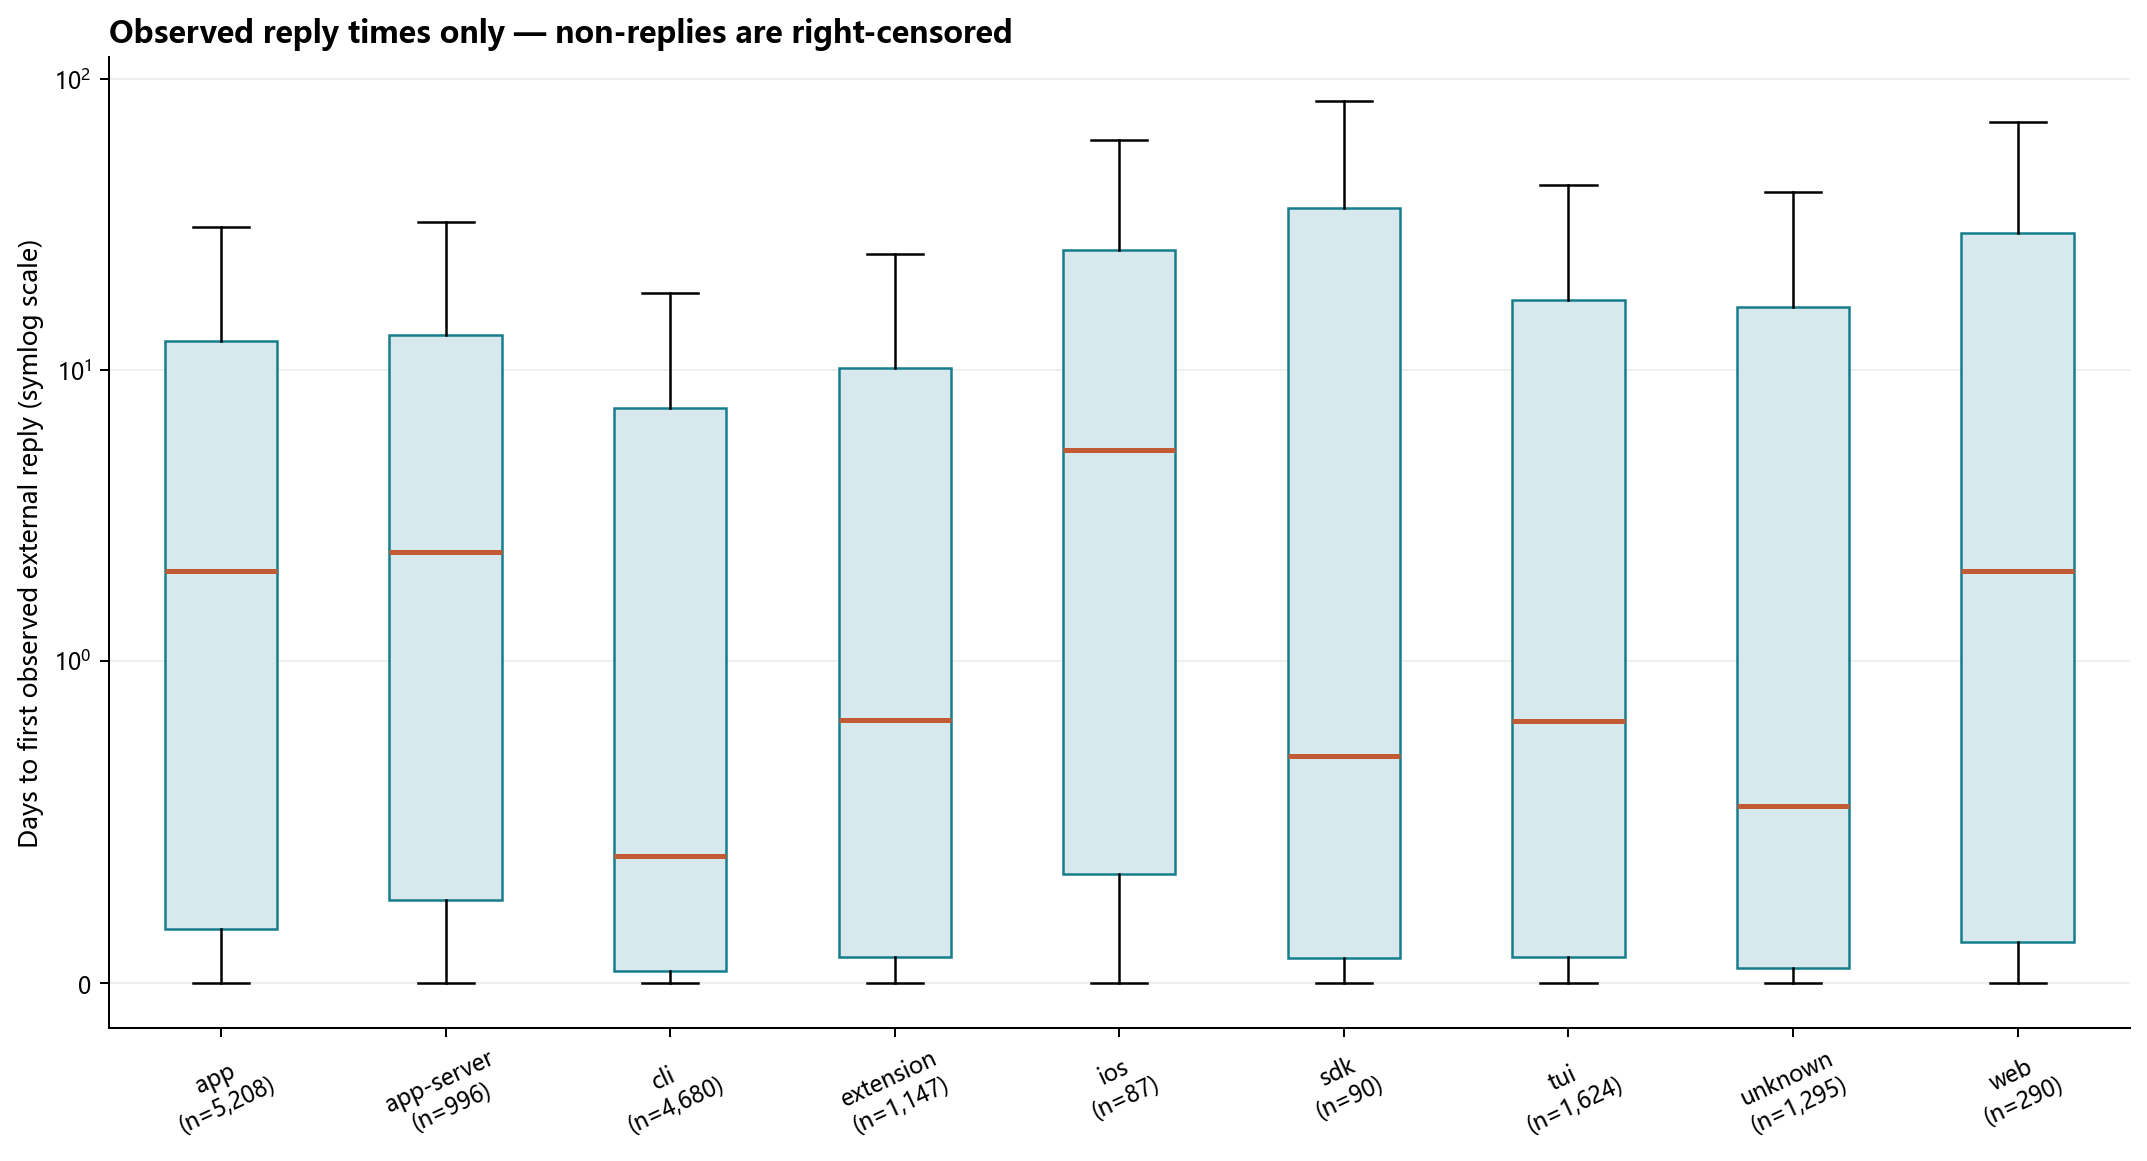 Observed reply times only — non-replies are right-censored
Days to first observed external reply (symlog scale)
10²
10¹
10⁰
0
app
(n=5,208)
app-server
(n=996)
cli
(n=4,680)
extension
(n=1,147)
ios
(n=87)
sdk
(n=90)
tui
(n=1,624)
unknown
(n=1,295)
web
(n=290)